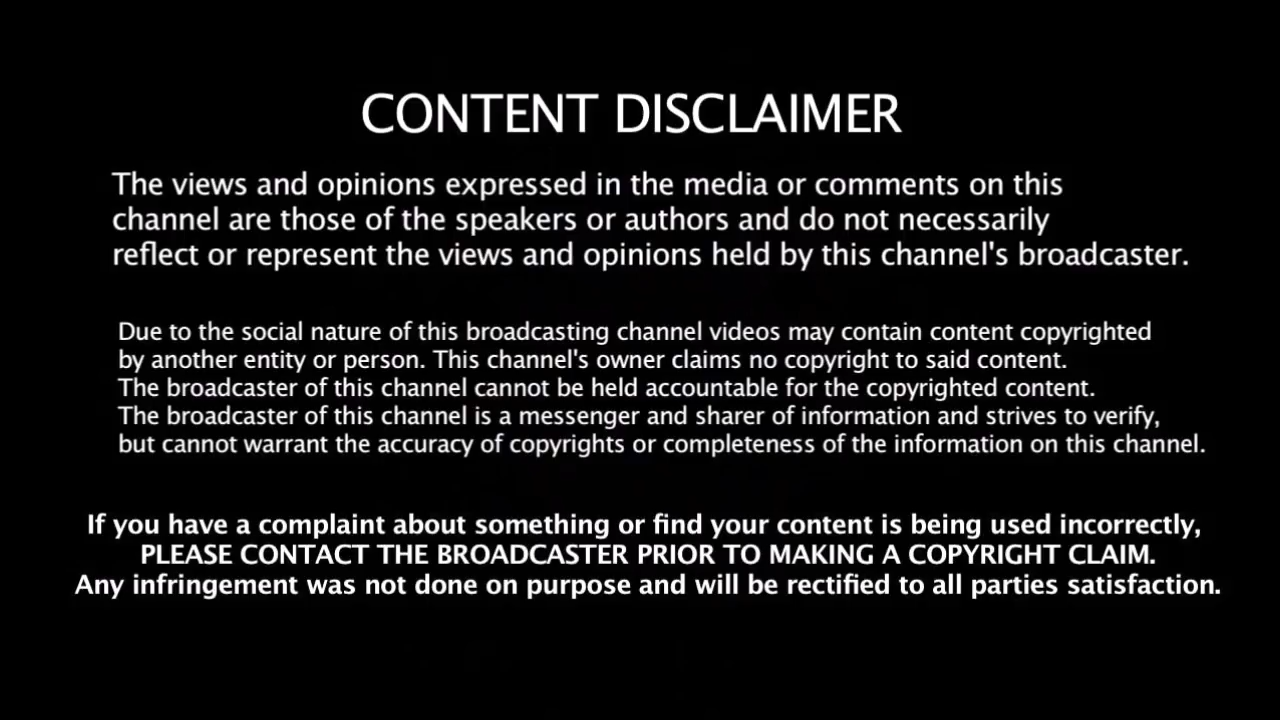 CONTENT DISCLAIMER
The views and opinions expressed in the media or comments on this
channel are those of the speakers or authors and do not necessarily
reflect or represent the views and opinions held by this channel's broadcaster.
Due to the social nature of this broadcasting channel videos may contain content copyrighted
by another entity or person. This channel's owner claims no copyright to said content.
The broadcaster of this channel cannot be held accountable for the copyrighted content.
The broadcaster of this channel is a messenger and sharer of information and strives to verify,
but cannot warrant the accuracy of copyrights or completeness of the information on this channel.
If you have a complaint about something or find your content is being used incorrectly,
PLEASE CONTACT THE BROADCASTER PRIOR TO MAKING A COPYRIGHT CLAIM.
Any infringement was not done on purpose and will be rectified to all parties satisfaction.